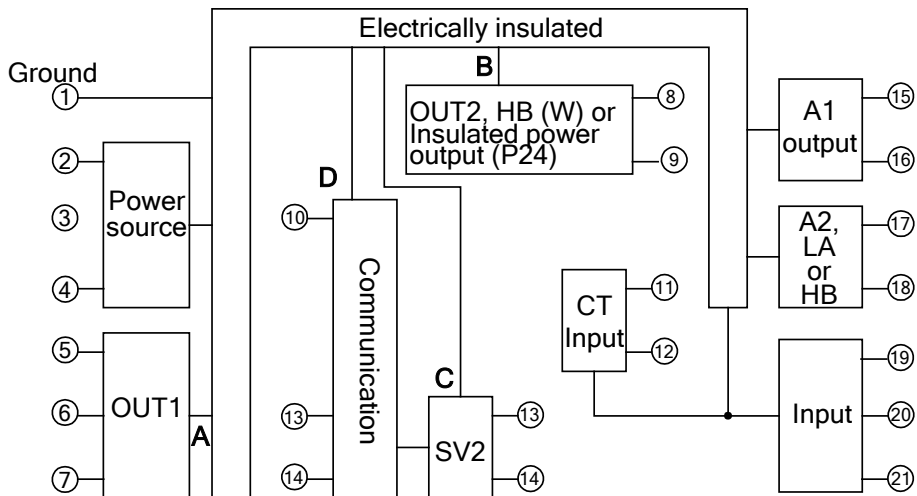 Electrically insulated
Ground
①
②
③
④
Power
source
⑤
⑥
⑦
OUT1
A
B
OUT2, HB (W) or
Insulated power
output (P24)
⑧
⑨
D
⑩
Communication
⑬
⑭
C
SV2
⑬
⑭
CT
Input
⑪
⑫
A1
output
⑮
⑯
A2,
LA
or
HB
⑰
⑱
Input
⑲
⑳
㉑